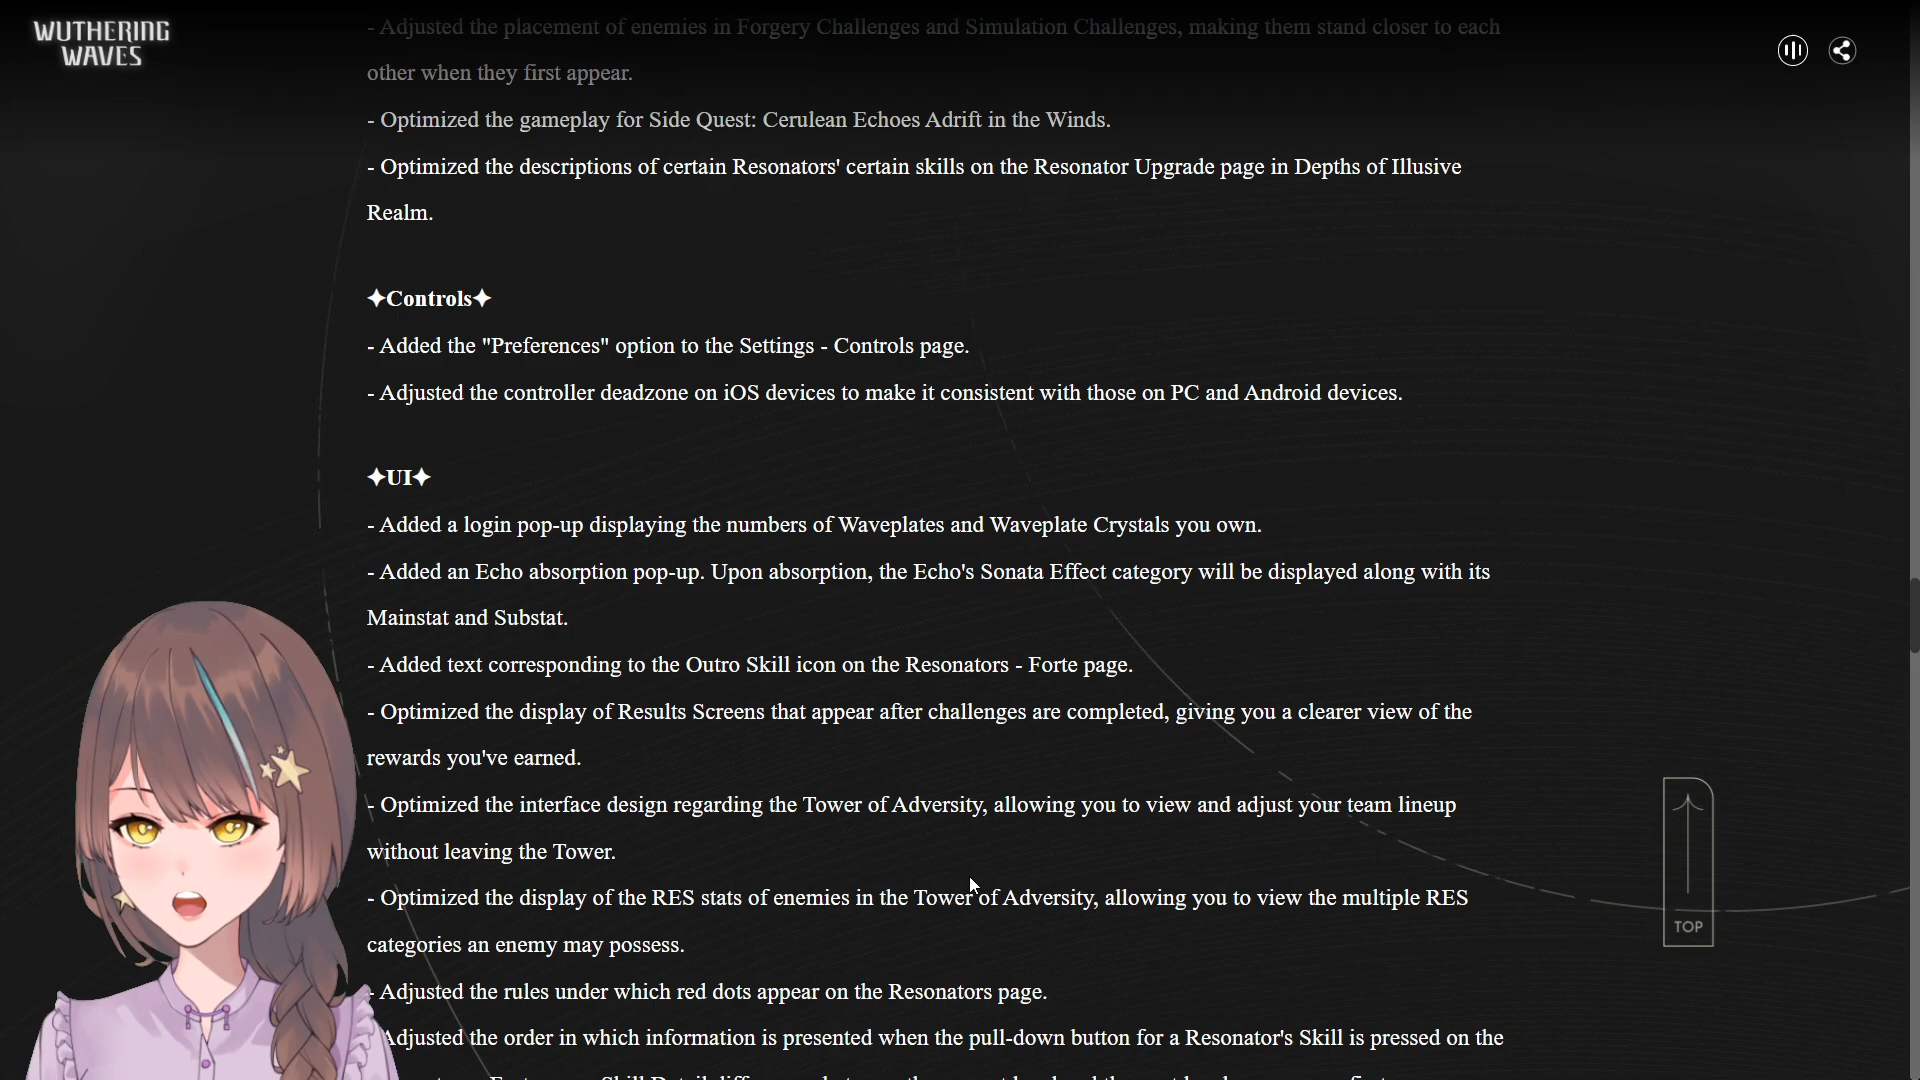 WUTHERING
WAVES
- Adjusted the placement of enemies in Forgery Challenges and Simulation Challenges, making them stand closer to each
other when they first appear.
- Optimized the gameplay for Side Quest: Cerulean Echoes Adrift in the Winds.
- Optimized the descriptions of certain Resonators' certain skills on the Resonator Upgrade page in Depths of Illusive
Realm.
✦Controls✦
- Added the "Preferences" option to the Settings - Controls page.
- Adjusted the controller deadzone on iOS devices to make it consistent with those on PC and Android devices.
✦UI✦
- Added a login pop-up displaying the numbers of Waveplates and Waveplate Crystals you own.
- Added an Echo absorption pop-up. Upon absorption, the Echo's Sonata Effect category will be displayed along with its
Mainstat and Substat.
- Added text corresponding to the Outro Skill icon on the Resonators - Forte page.
- Optimized the display of Results Screens that appear after challenges are completed, giving you a clearer view of the
rewards you've earned.
- Optimized the interface design regarding the Tower of Adversity, allowing you to view and adjust your team lineup
without leaving the Tower.
- Optimized the display of the RES stats of enemies in the Tower of Adversity, allowing you to view the multiple RES
categories an enemy may possess.
- Adjusted the rules under which red dots appear on the Resonators page.
Adjusted the order in which information is presented when the pull-down button for a Resonator's Skill is pressed on the
TOP